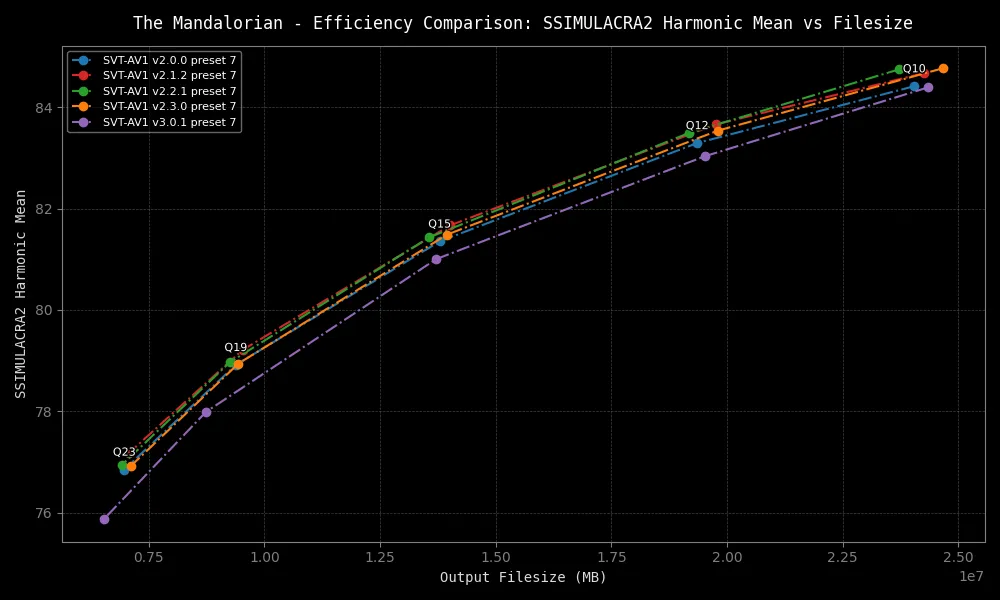 The Mandalorian - Efficiency Comparison: SSIMULACRA2 Harmonic Mean vs Filesize
SVT-AV1 v2.0.0 preset 7
SVT-AV1 v2.1.2 preset 7
SVT-AV1 v2.2.1 preset 7
SVT-AV1 v2.3.0 preset 7
SVT-AV1 v3.0.1 preset 7
Q10
Q12
Q15
Q19
Q23
SSIMULACRA2 Harmonic Mean
84
82
80
78
76
0.75 1.00 1.25 1.50 1.75 2.00 2.25 2.50
1e7
Output Filesize (MB)